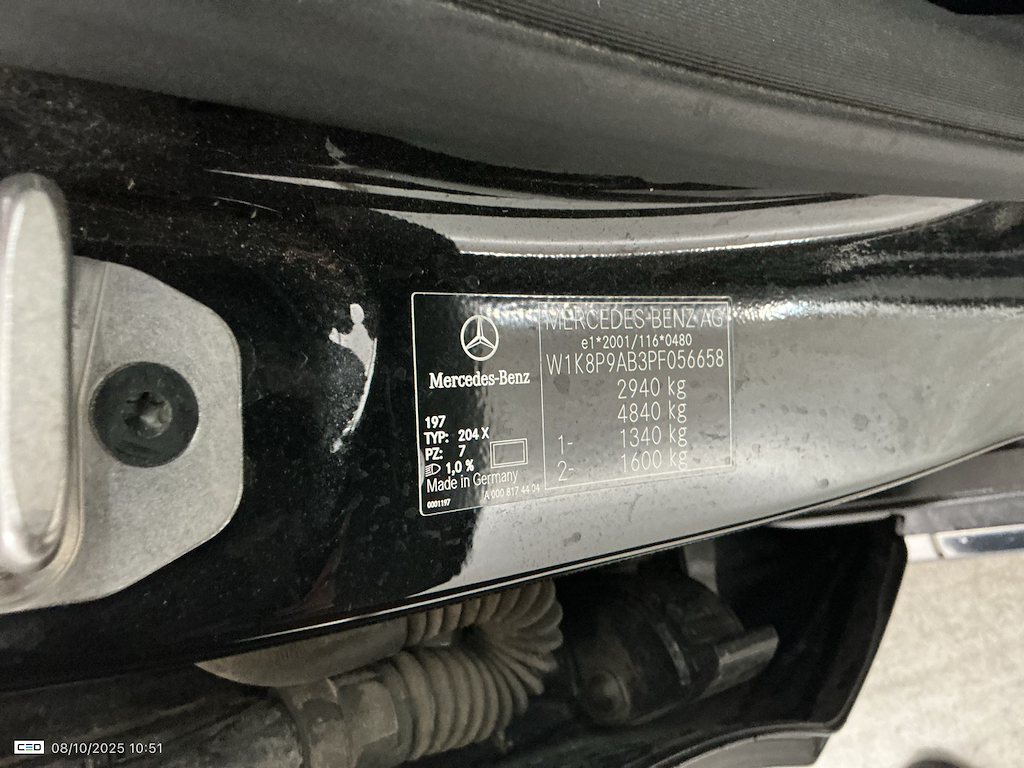 MERCEDES-BENZ AG
e1*2001/116*0480
W1K8P9AB3PF056658
2940 kg
4840 kg
1- 1340 kg
2- 1600 kg
Mercedes-Benz
197
TYP: 204 X
PZ: 7
1,0 %
Made in Germany
0001197
A 000 817 44 04
CEO 08/10/2025 10:51